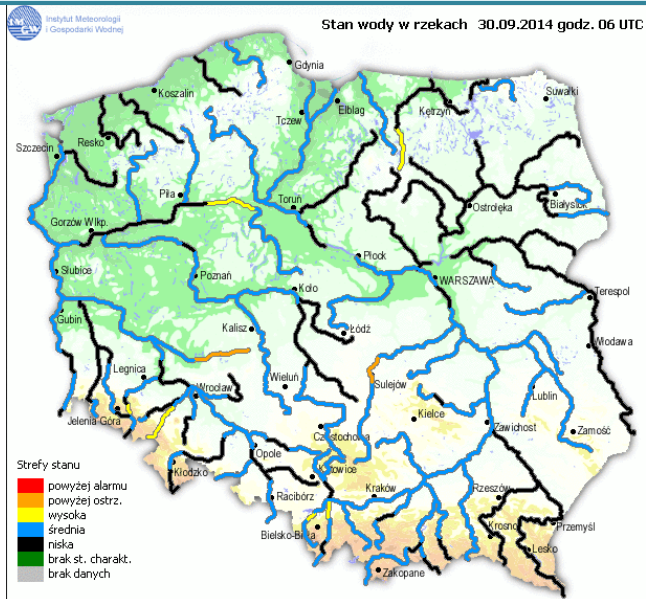 Instytut Meteorologii
i Gospodarki Wodnej
Stan wody w rzekach 30.09.2014 godz. 06 UTC
Gdynia
Koszalin
Suwałki
Tczew
Elbląg
Kętrzyn
Resko
Szczecin
Piła
Toruń
Ostrołęka
Białystok
Gorzów Wlkp.
Płock
Słubice
Poznań
Koło
WARSZAWA
Terespol
Gubin
Kalisz
Łódź
Włodawa
Legnica
Wrocław
Wieluń
Sulejów
Lublin
Jelenia Góra
Kielce
Zawichost
Zamość
Częstochowa
Opole
Kłodzko
Katowice
Racibórz
Kraków
Rzeszów
Bielsko-Biała
Krosno
Przemyśl
Lesko
Zakopane
Strefy stanu
powyżej alarmu
powyżej ostrz.
wysoka
średnia
niska
brak st. charakt.
brak danych